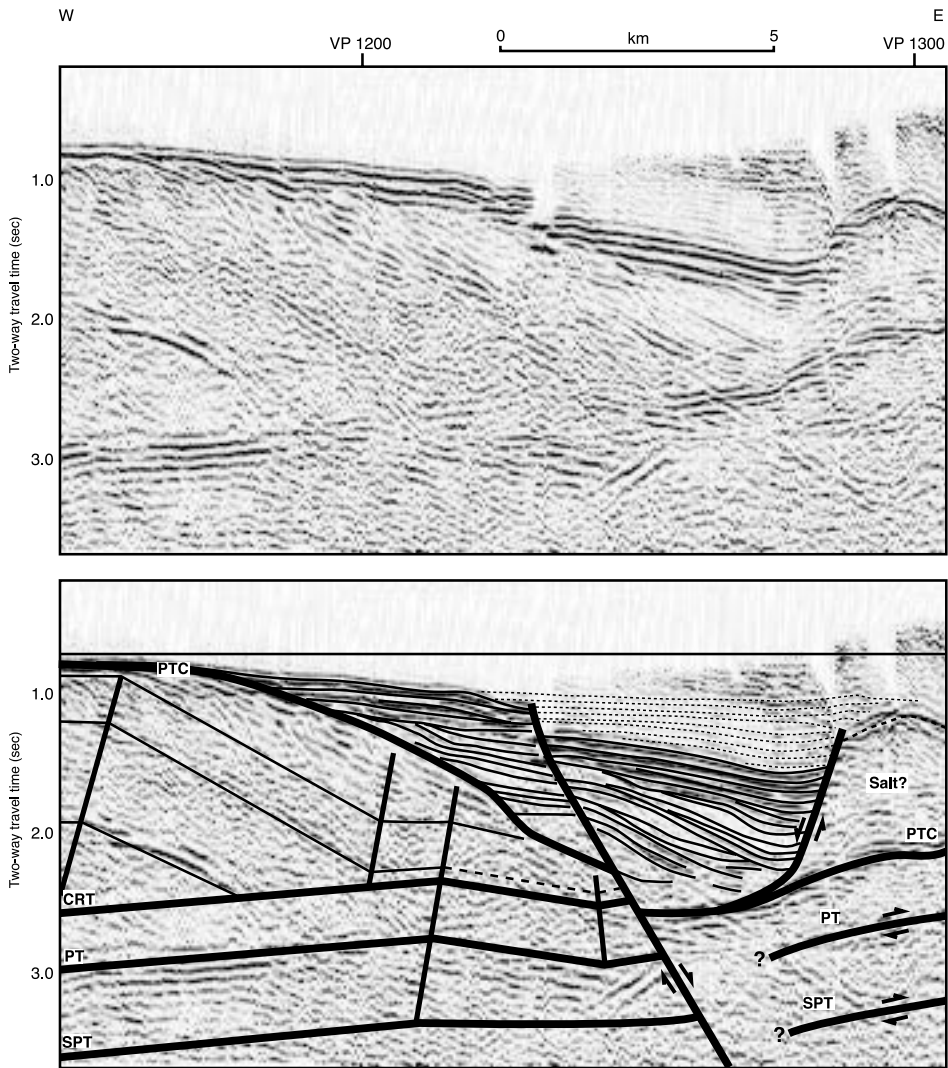 W E
VP 1200 0 km 5 VP 1300
1.0
2.0
3.0
Two-way travel time (sec)
PTC
1.0
Salt?
2.0
PTC
CRT
PT
PT
?
3.0
SPT
?
SPT
Two-way travel time (sec)